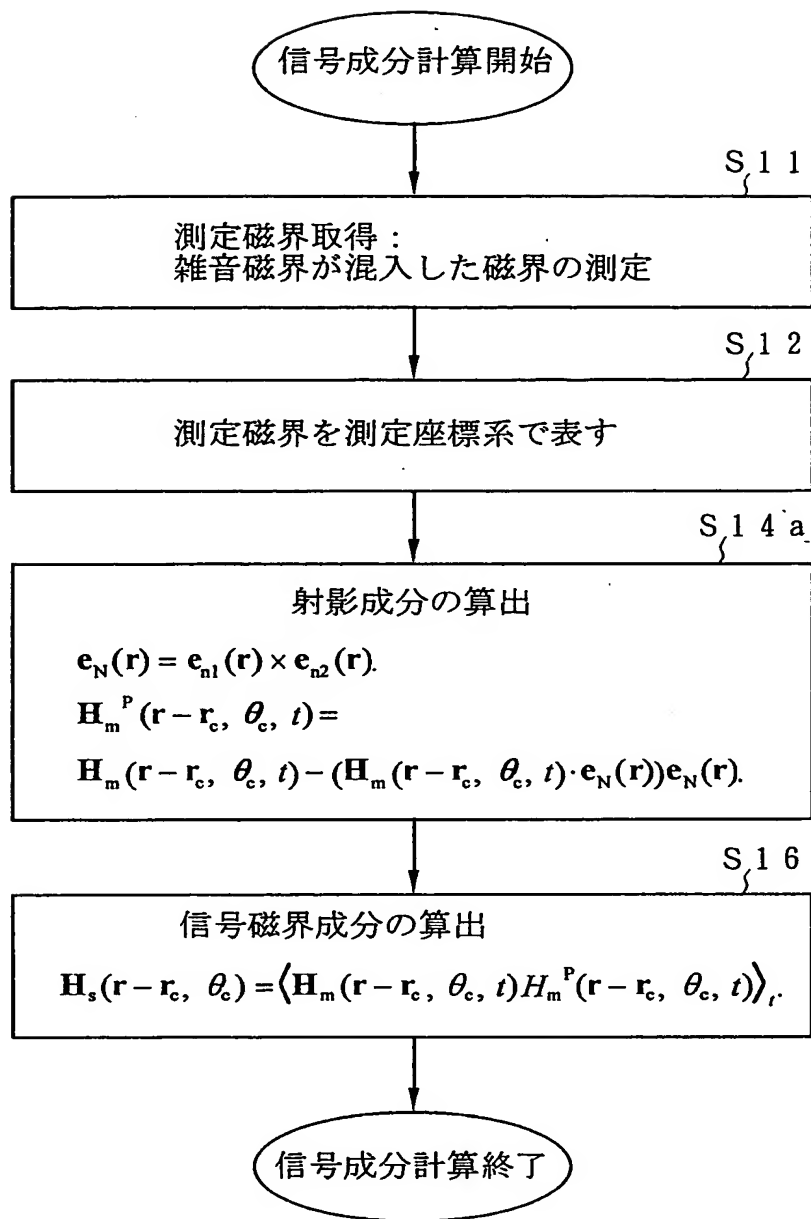 信号成分計算開始
S11
測定磁界取得：
雑音磁界が混入した磁界の測定
S12
測定磁界を測定座標系で表す
S14a
射影成分の算出
e_N(r) = e_n1(r) × e_n2(r).
H_m^P(r − r_c, θ_c, t) =
H_m(r − r_c, θ_c, t) − (H_m(r − r_c, θ_c, t)·e_N(r))e_N(r).
S16
信号磁界成分の算出
H_s(r − r_c, θ_c) = ⟨H_m(r − r_c, θ_c, t)H_m^P(r − r_c, θ_c, t)⟩_t.
信号成分計算終了